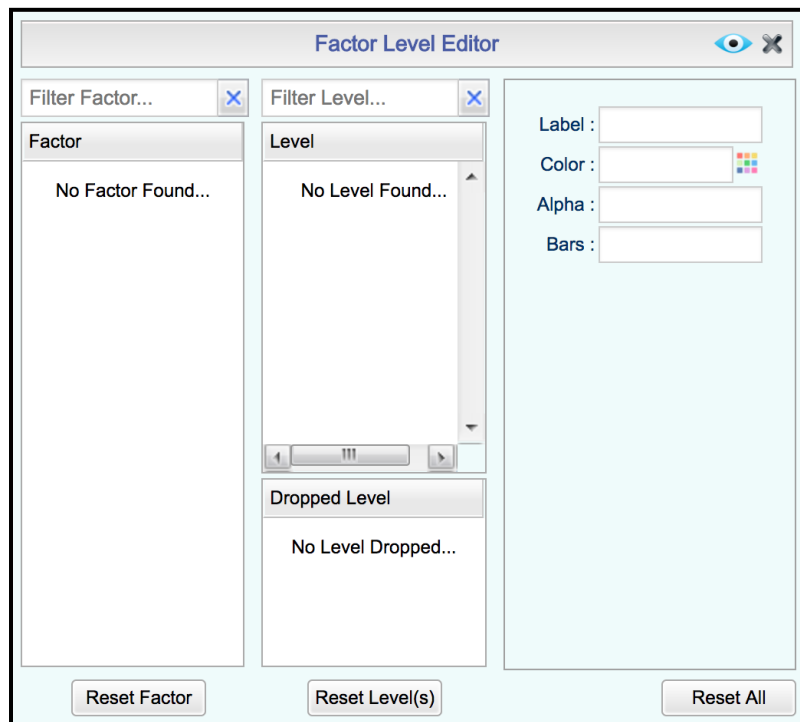 Factor Level Editor
Filter Factor...
Filter Level...
Factor
Level
No Factor Found...
No Level Found...
Dropped Level
No Level Dropped...
Label :
Color :
Alpha :
Bars :
Reset Factor
Reset Level(s)
Reset All